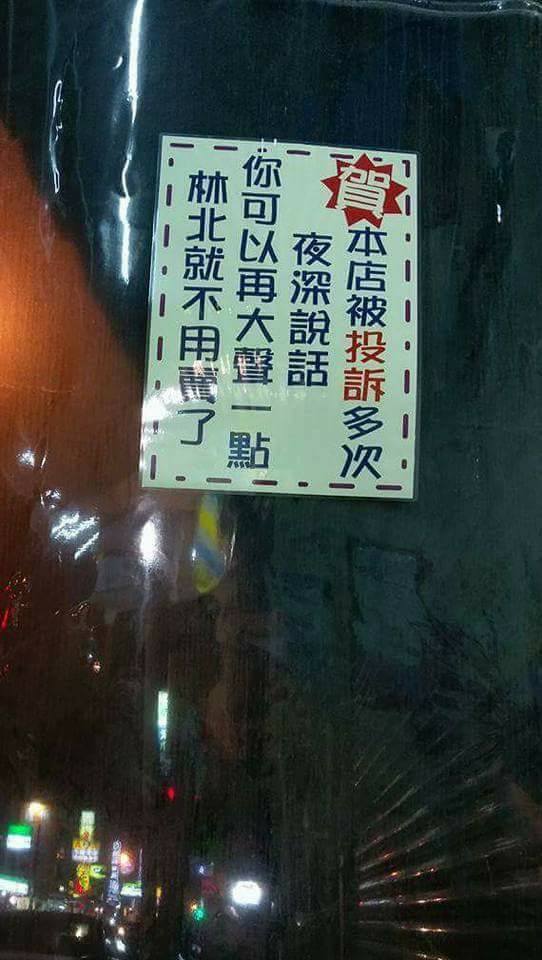 賀本店被投訴多次
夜深說話
你可以再大聲一點
林北就不用賣了